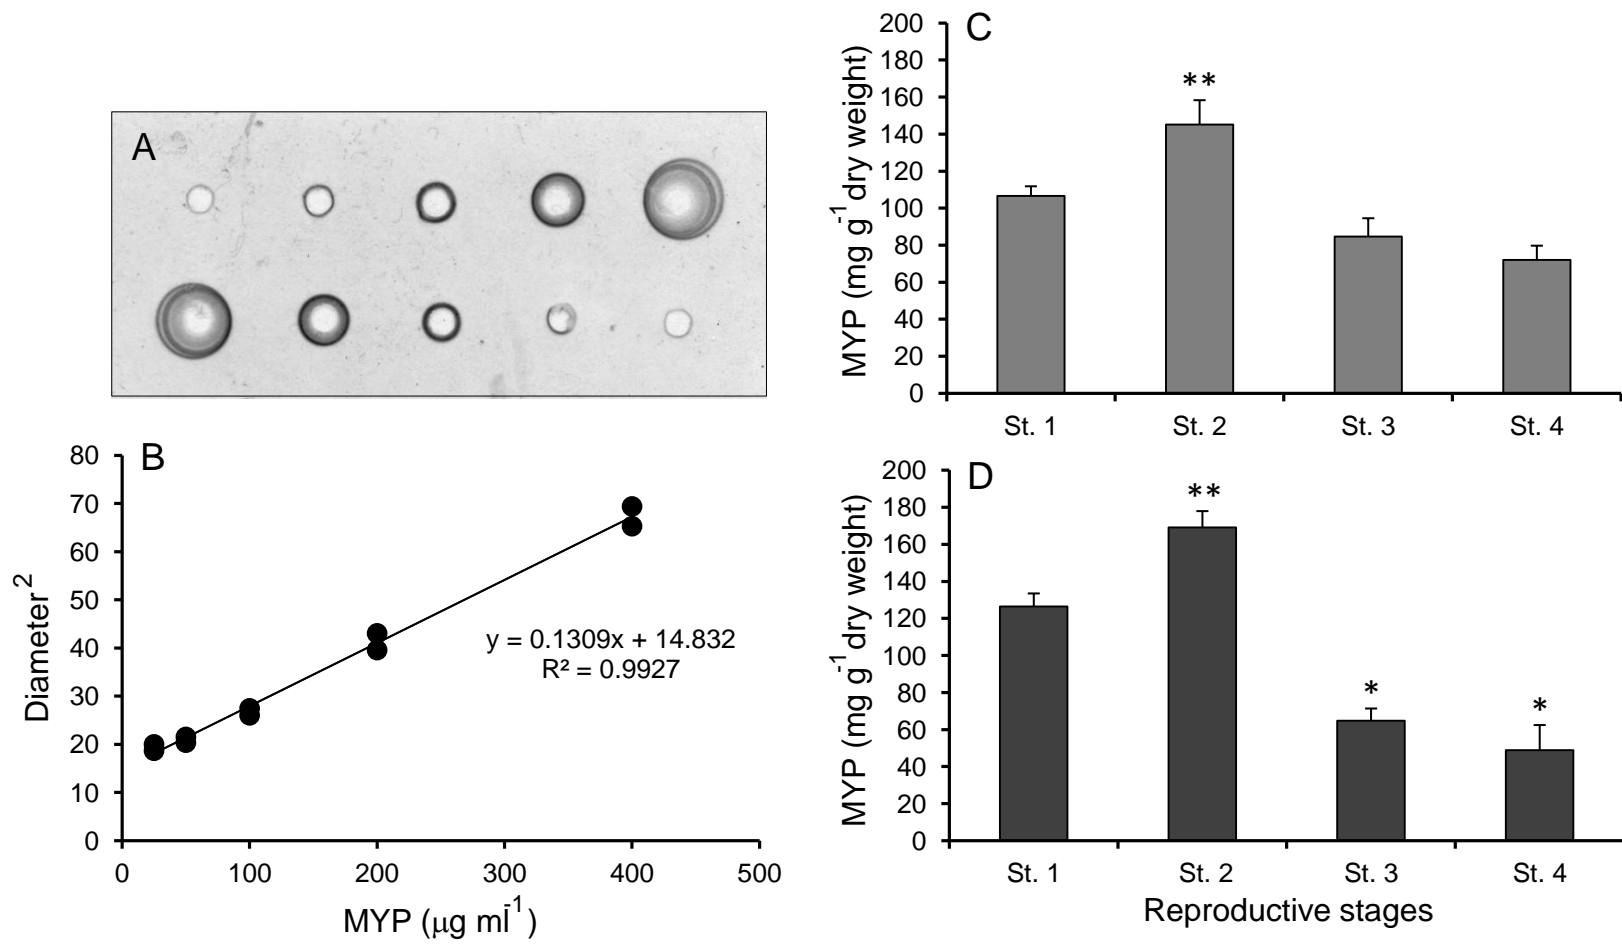 A
B
80
70
60
50
40
30
20
10
0
Diameter²
y = 0.1309x + 14.832
R² = 0.9927
0 100 200 300 400 500
MYP (μg ml⁻¹)
C
200
180
160
140
120
100
80
60
40
20
0
MYP (mg g⁻¹ dry weight)
**
St. 1 St. 2 St. 3 St. 4
D
200
180
160
140
120
100
80
60
40
20
0
MYP (mg g⁻¹ dry weight)
**
*
*
St. 1 St. 2 St. 3 St. 4
Reproductive stages